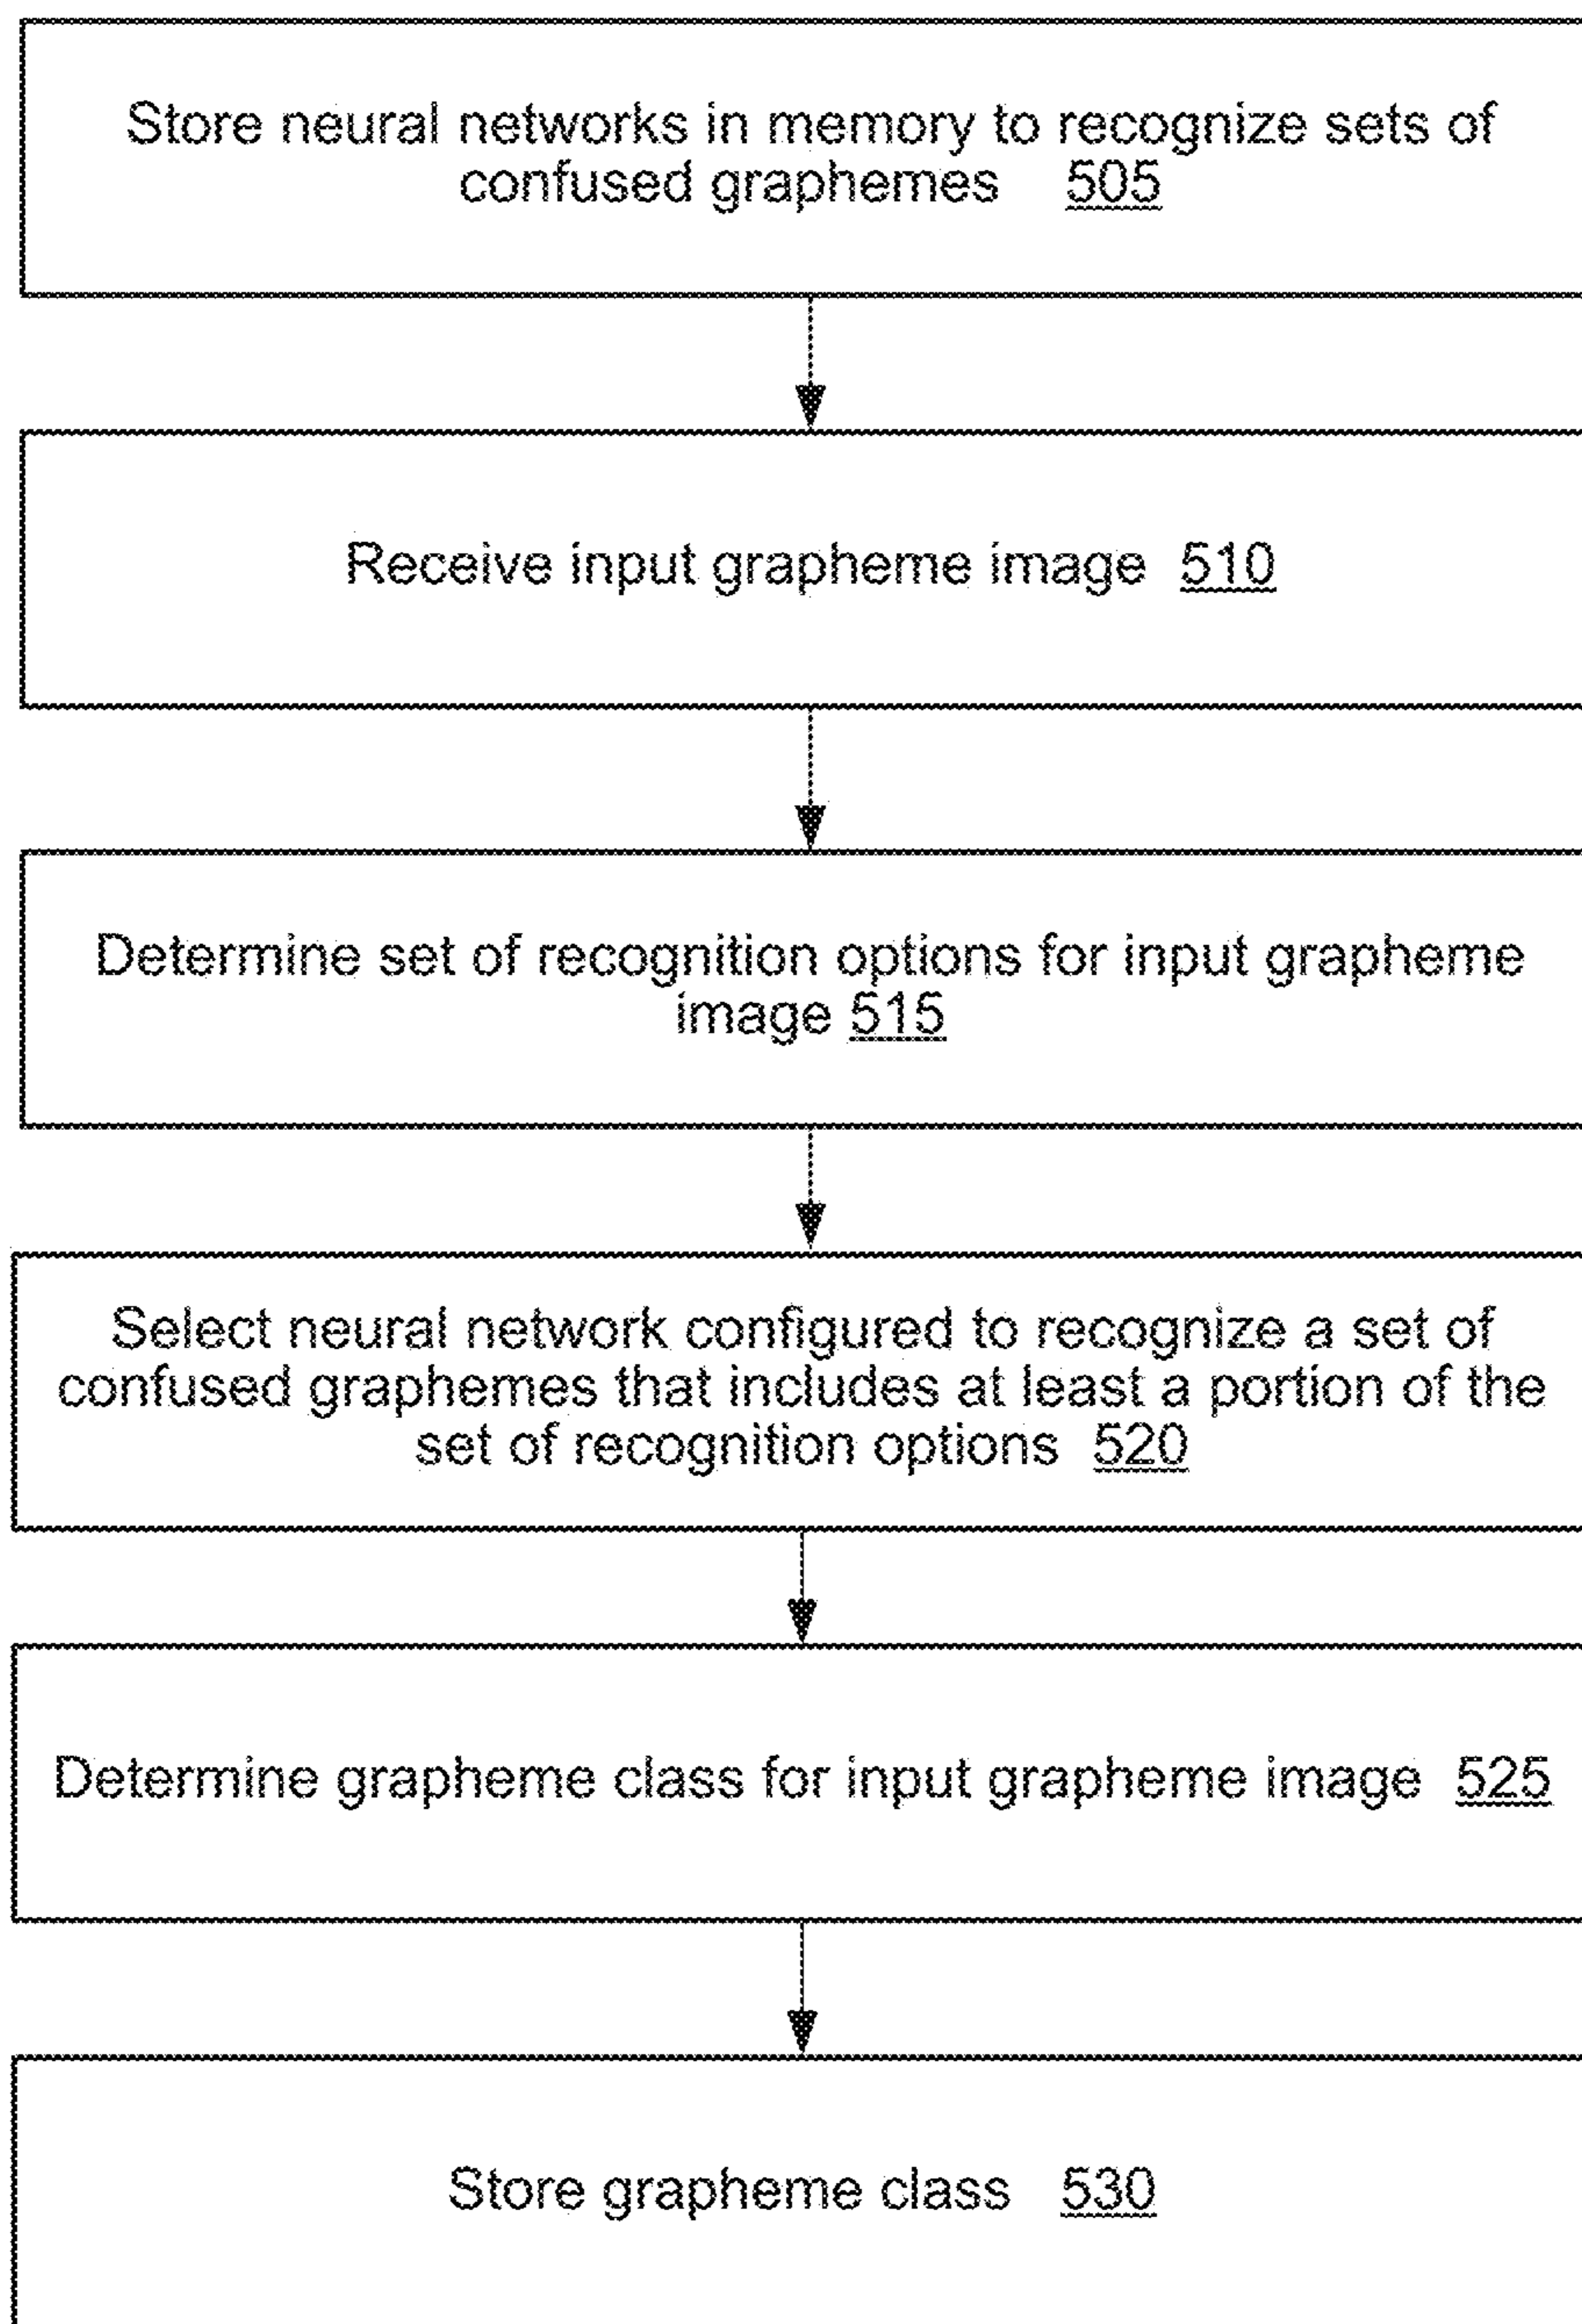 Store neural networks in memory to recognize sets of
confused graphemes 505
Receive input grapheme image 510
Determine set of recognition options for input grapheme
image 515
Select neural network configured to recognize a set of
confused graphemes that includes at least a portion of the
set of recognition options 520
Determine grapheme class for input grapheme image 525
Store grapheme class 530